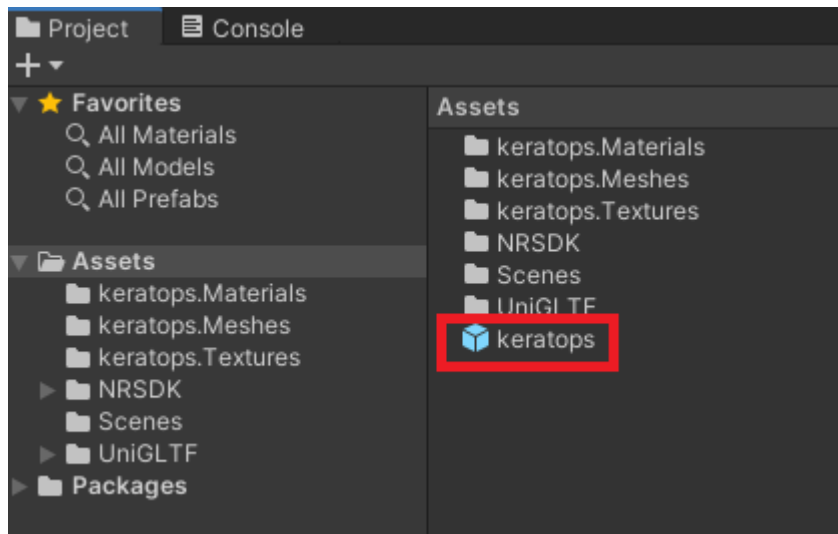 Project Console
Favorites
All Materials
All Models
All Prefabs
Assets
keratops.Materials
keratops.Meshes
keratops.Textures
NRSDK
Scenes
UniGLTF
Packages
Assets
keratops.Materials
keratops.Meshes
keratops.Textures
NRSDK
Scenes
UniGLTF
keratops